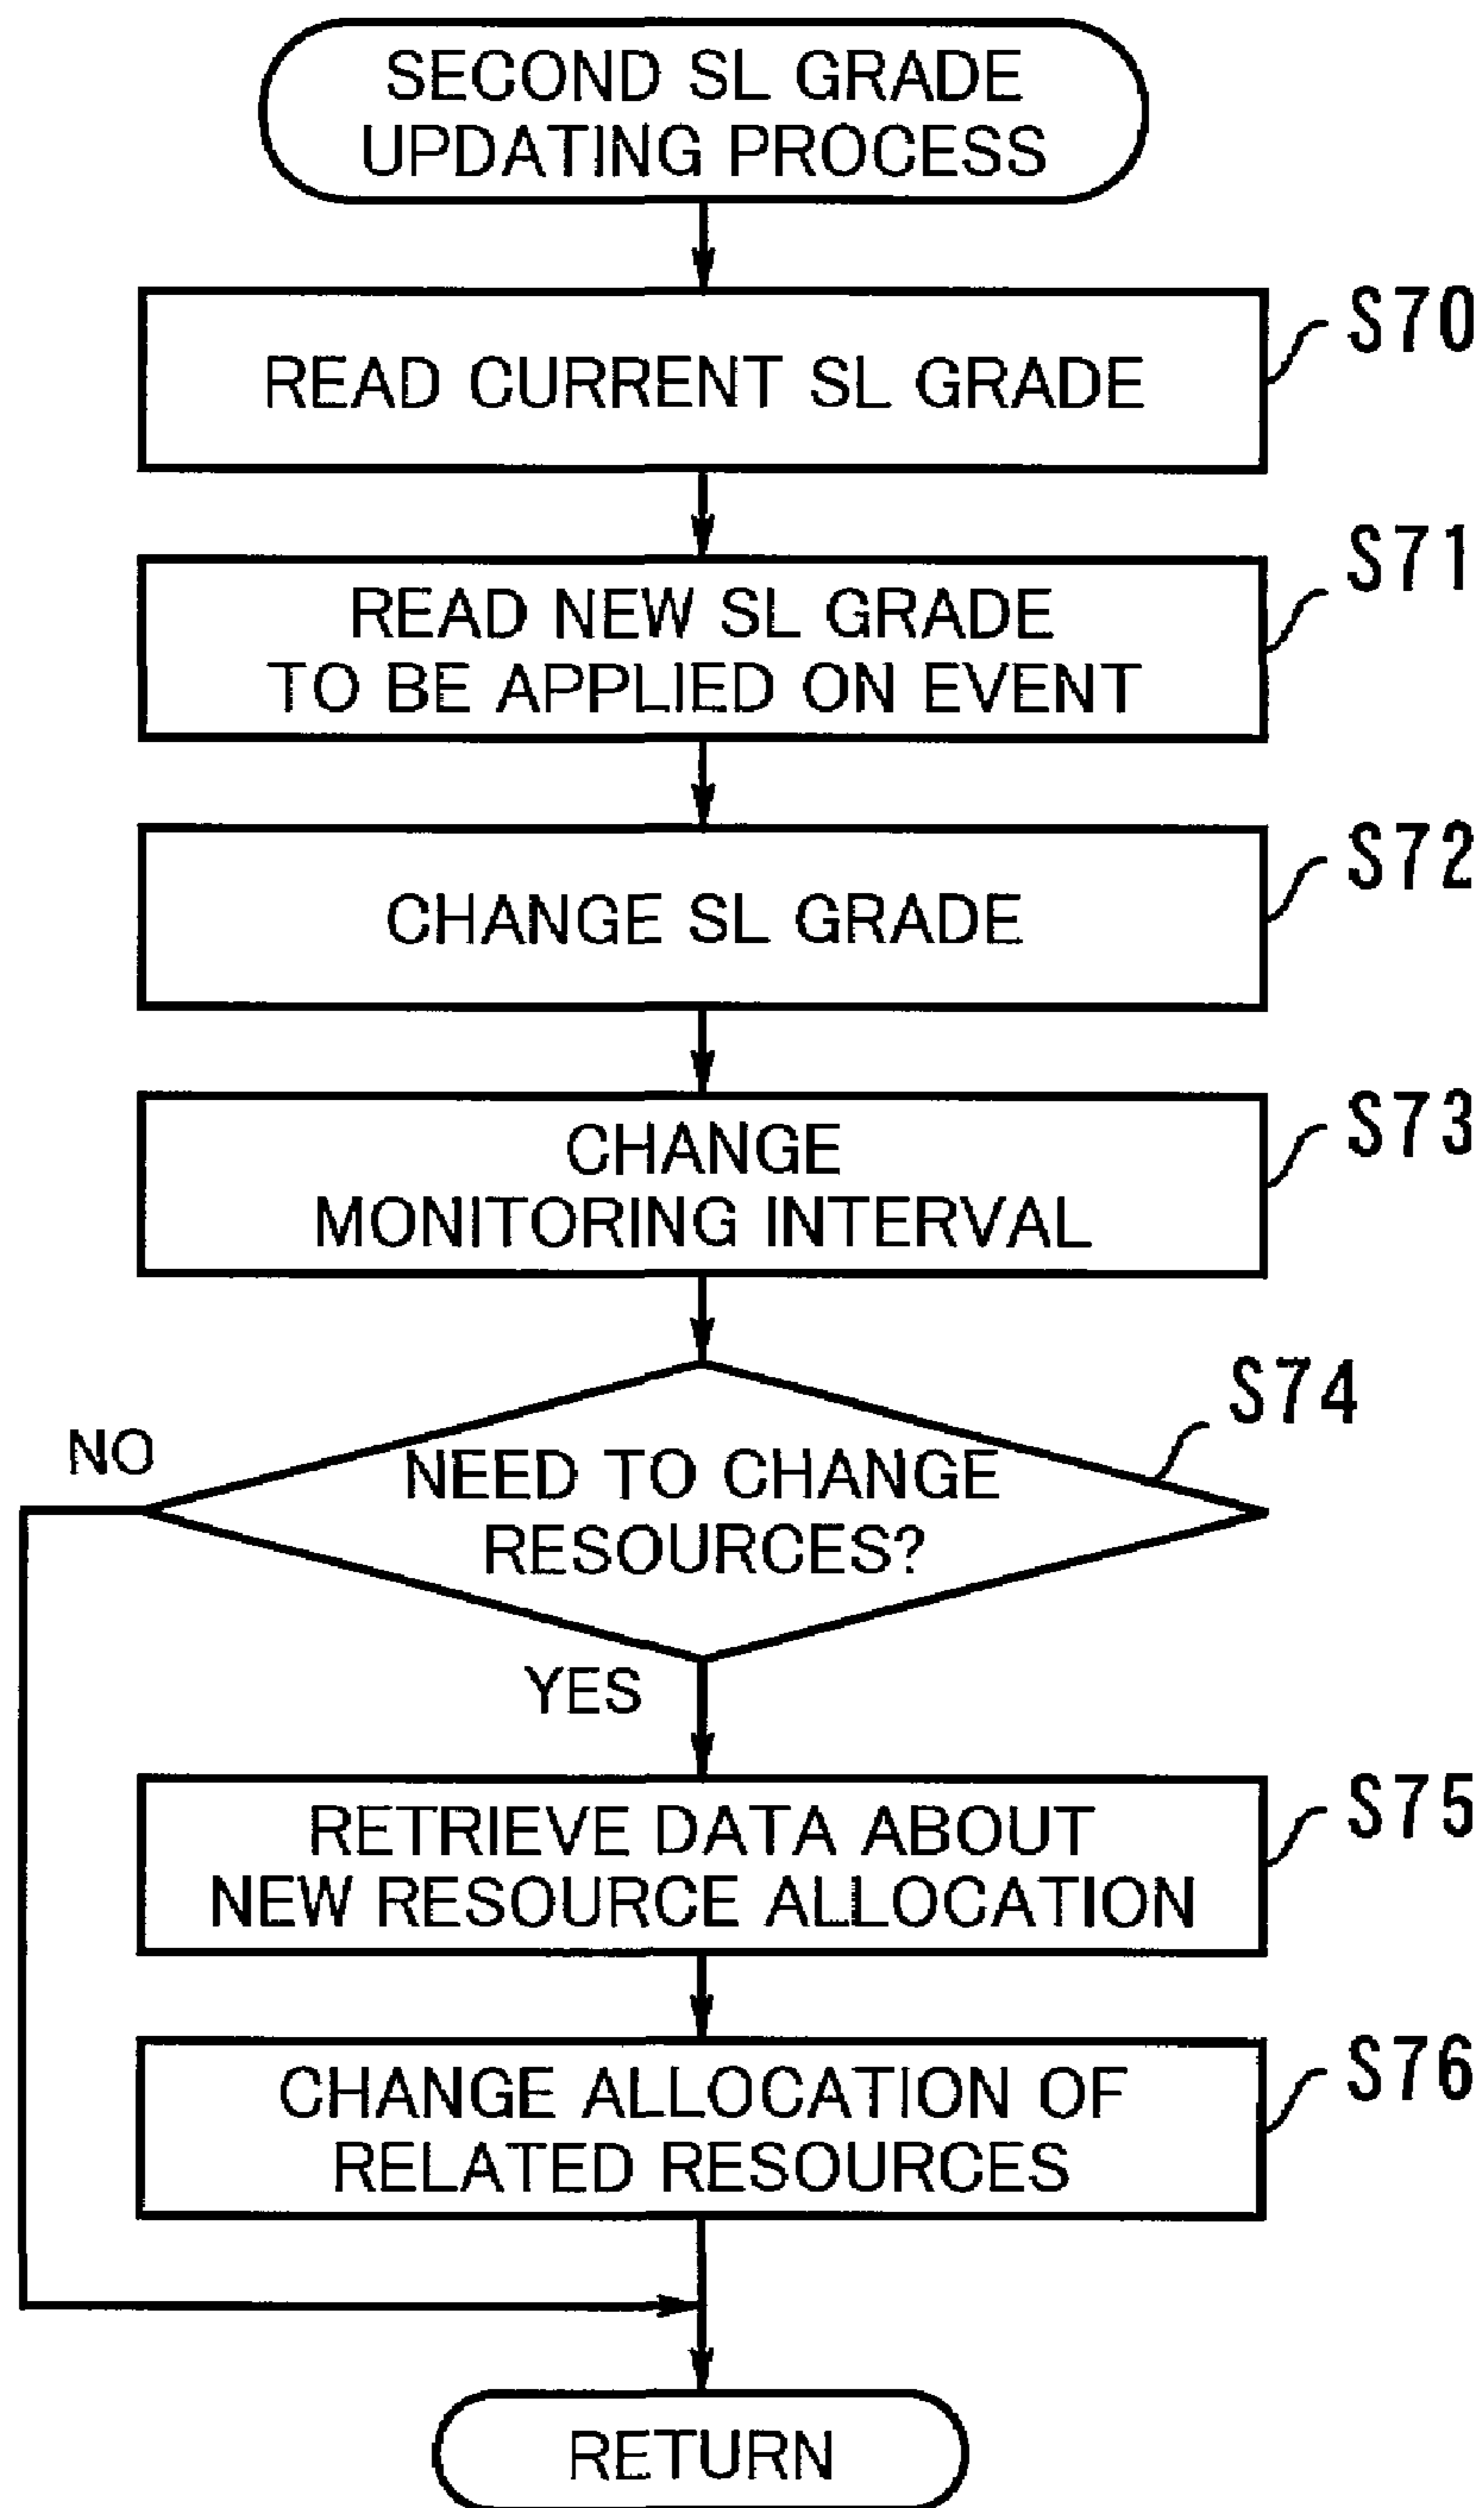 SECOND SL GRADE
UPDATING PROCESS
S70
READ CURRENT SL GRADE
S71
READ NEW SL GRADE
TO BE APPLIED ON EVENT
S72
CHANGE SL GRADE
S73
CHANGE
MONITORING INTERVAL
S74
NO
NEED TO CHANGE
RESOURCES?
YES
S75
RETRIEVE DATA ABOUT
NEW RESOURCE ALLOCATION
S76
CHANGE ALLOCATION OF
RELATED RESOURCES
RETURN